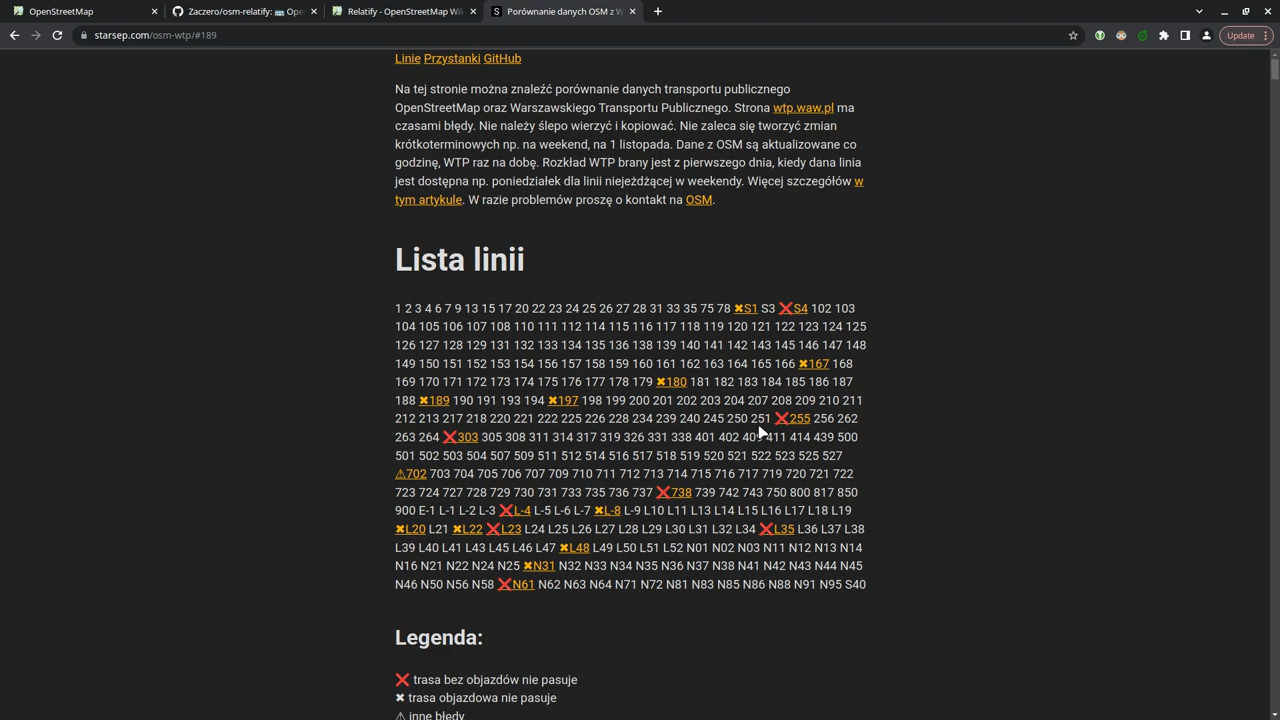 OpenStreetMap
Zaczero/osm-relatify: 🚌 Ope
Relatify - OpenStreetMap Wi
Porównanie danych OSM z W
starsep.com/osm-wtp/#189
Update
Linie Przystanki GitHub
Na tej stronie można znaleźć porównanie danych transportu publicznego
OpenStreetMap oraz Warszawskiego Transportu Publicznego. Strona wtp.waw.pl ma
czasami błędy. Nie należy ślepo wierzyć i kopiować. Nie zaleca się tworzyć zmian
krótkoterminowych np. na weekend, na 1 listopada. Dane z OSM są aktualizowane co
godzinę, WTP raz na dobę. Rozkład WTP brany jest z pierwszego dnia, kiedy dana linia
jest dostępna np. poniedziałek dla linii niejeżdżącej w weekendy. Więcej szczegółów w
tym artykule. W razie problemów proszę o kontakt na OSM.
Lista linii
1 2 3 4 6 7 9 13 15 17 20 22 23 24 25 26 27 28 31 33 35 75 78 ✖S1 S3 ❌S4 102 103
104 105 106 107 108 110 111 112 114 115 116 117 118 119 120 121 122 123 124 125
126 127 128 129 131 132 133 134 135 136 138 139 140 141 142 143 145 146 147 148
149 150 151 152 153 154 156 157 158 159 160 161 162 163 164 165 166 ✖167 168
169 170 171 172 173 174 175 176 177 178 179 ✖180 181 182 183 184 185 186 187
188 ✖189 190 191 193 194 ✖197 198 199 200 201 202 203 204 207 208 209 210 211
212 213 217 218 220 221 222 225 226 228 234 239 240 245 250 251 ❌255 256 262
263 264 ❌303 305 308 311 314 317 319 326 331 338 401 402 409 411 414 439 500
501 502 503 504 507 509 511 512 514 516 517 518 519 520 521 522 523 525 527
⚠702 703 704 705 706 707 709 710 711 712 713 714 715 716 717 719 720 721 722
723 724 727 728 729 730 731 733 735 736 737 ❌738 739 742 743 750 800 817 850
900 E-1 L-1 L-2 L-3 ❌L-4 L-5 L-6 L-7 ✖L-8 L-9 L10 L11 L13 L14 L15 L16 L17 L18 L19
✖L20 L21 ✖L22 ❌L23 L24 L25 L26 L27 L28 L29 L30 L31 L32 L34 ❌L35 L36 L37 L38
L39 L40 L41 L43 L45 L46 L47 ✖L48 L49 L50 L51 L52 N01 N02 N03 N11 N12 N13 N14
N16 N21 N22 N24 N25 ✖N31 N32 N33 N34 N35 N36 N37 N38 N41 N42 N43 N44 N45
N46 N50 N56 N58 ❌N61 N62 N63 N64 N71 N72 N81 N83 N85 N86 N88 N91 N95 S40
Legenda:
❌ trasa bez objazdów nie pasuje
✖ trasa objazdowa nie pasuje
⚠ inne błędy